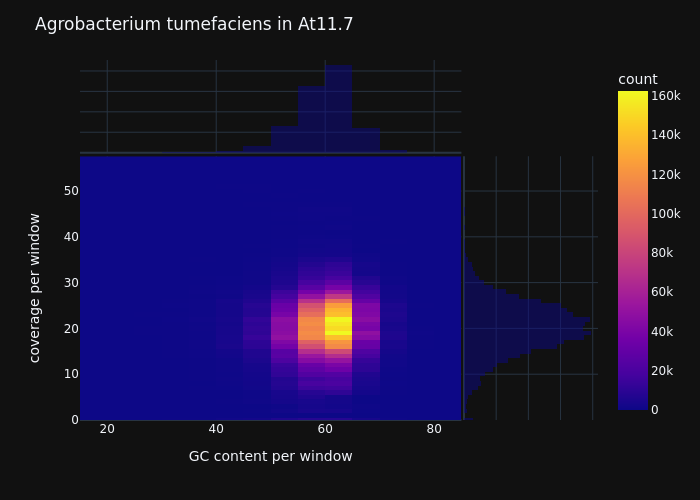 Agrobacterium tumefaciens in At11.7
count
160k
140k
120k
100k
80k
60k
40k
20k
0
coverage per window
50
40
30
20
10
0
20 40 60 80
GC content per window